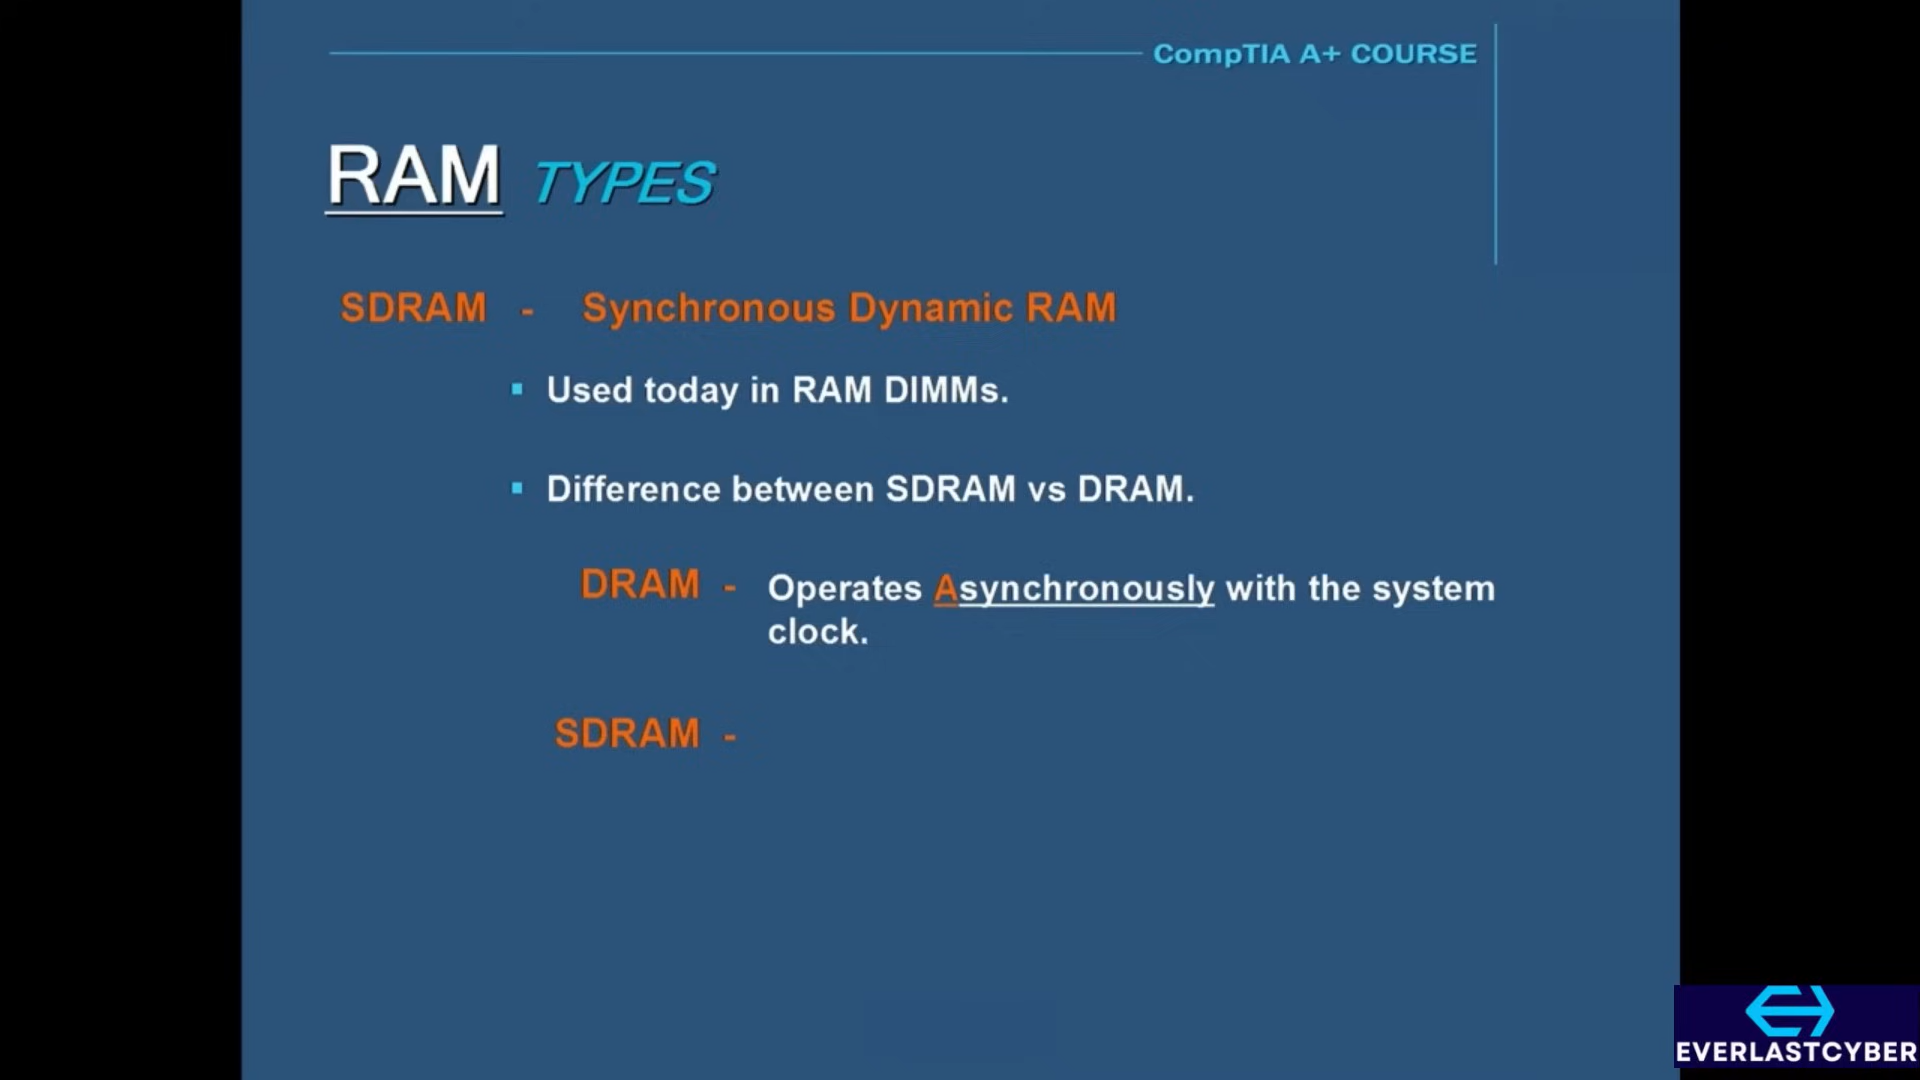 CompTIA A+ COURSE
RAM TYPES
SDRAM - Synchronous Dynamic RAM
▪ Used today in RAM DIMMs.
▪ Difference between SDRAM vs DRAM.
DRAM - Operates Asynchronously with the system
clock.
SDRAM -
EVERLASTCYBER